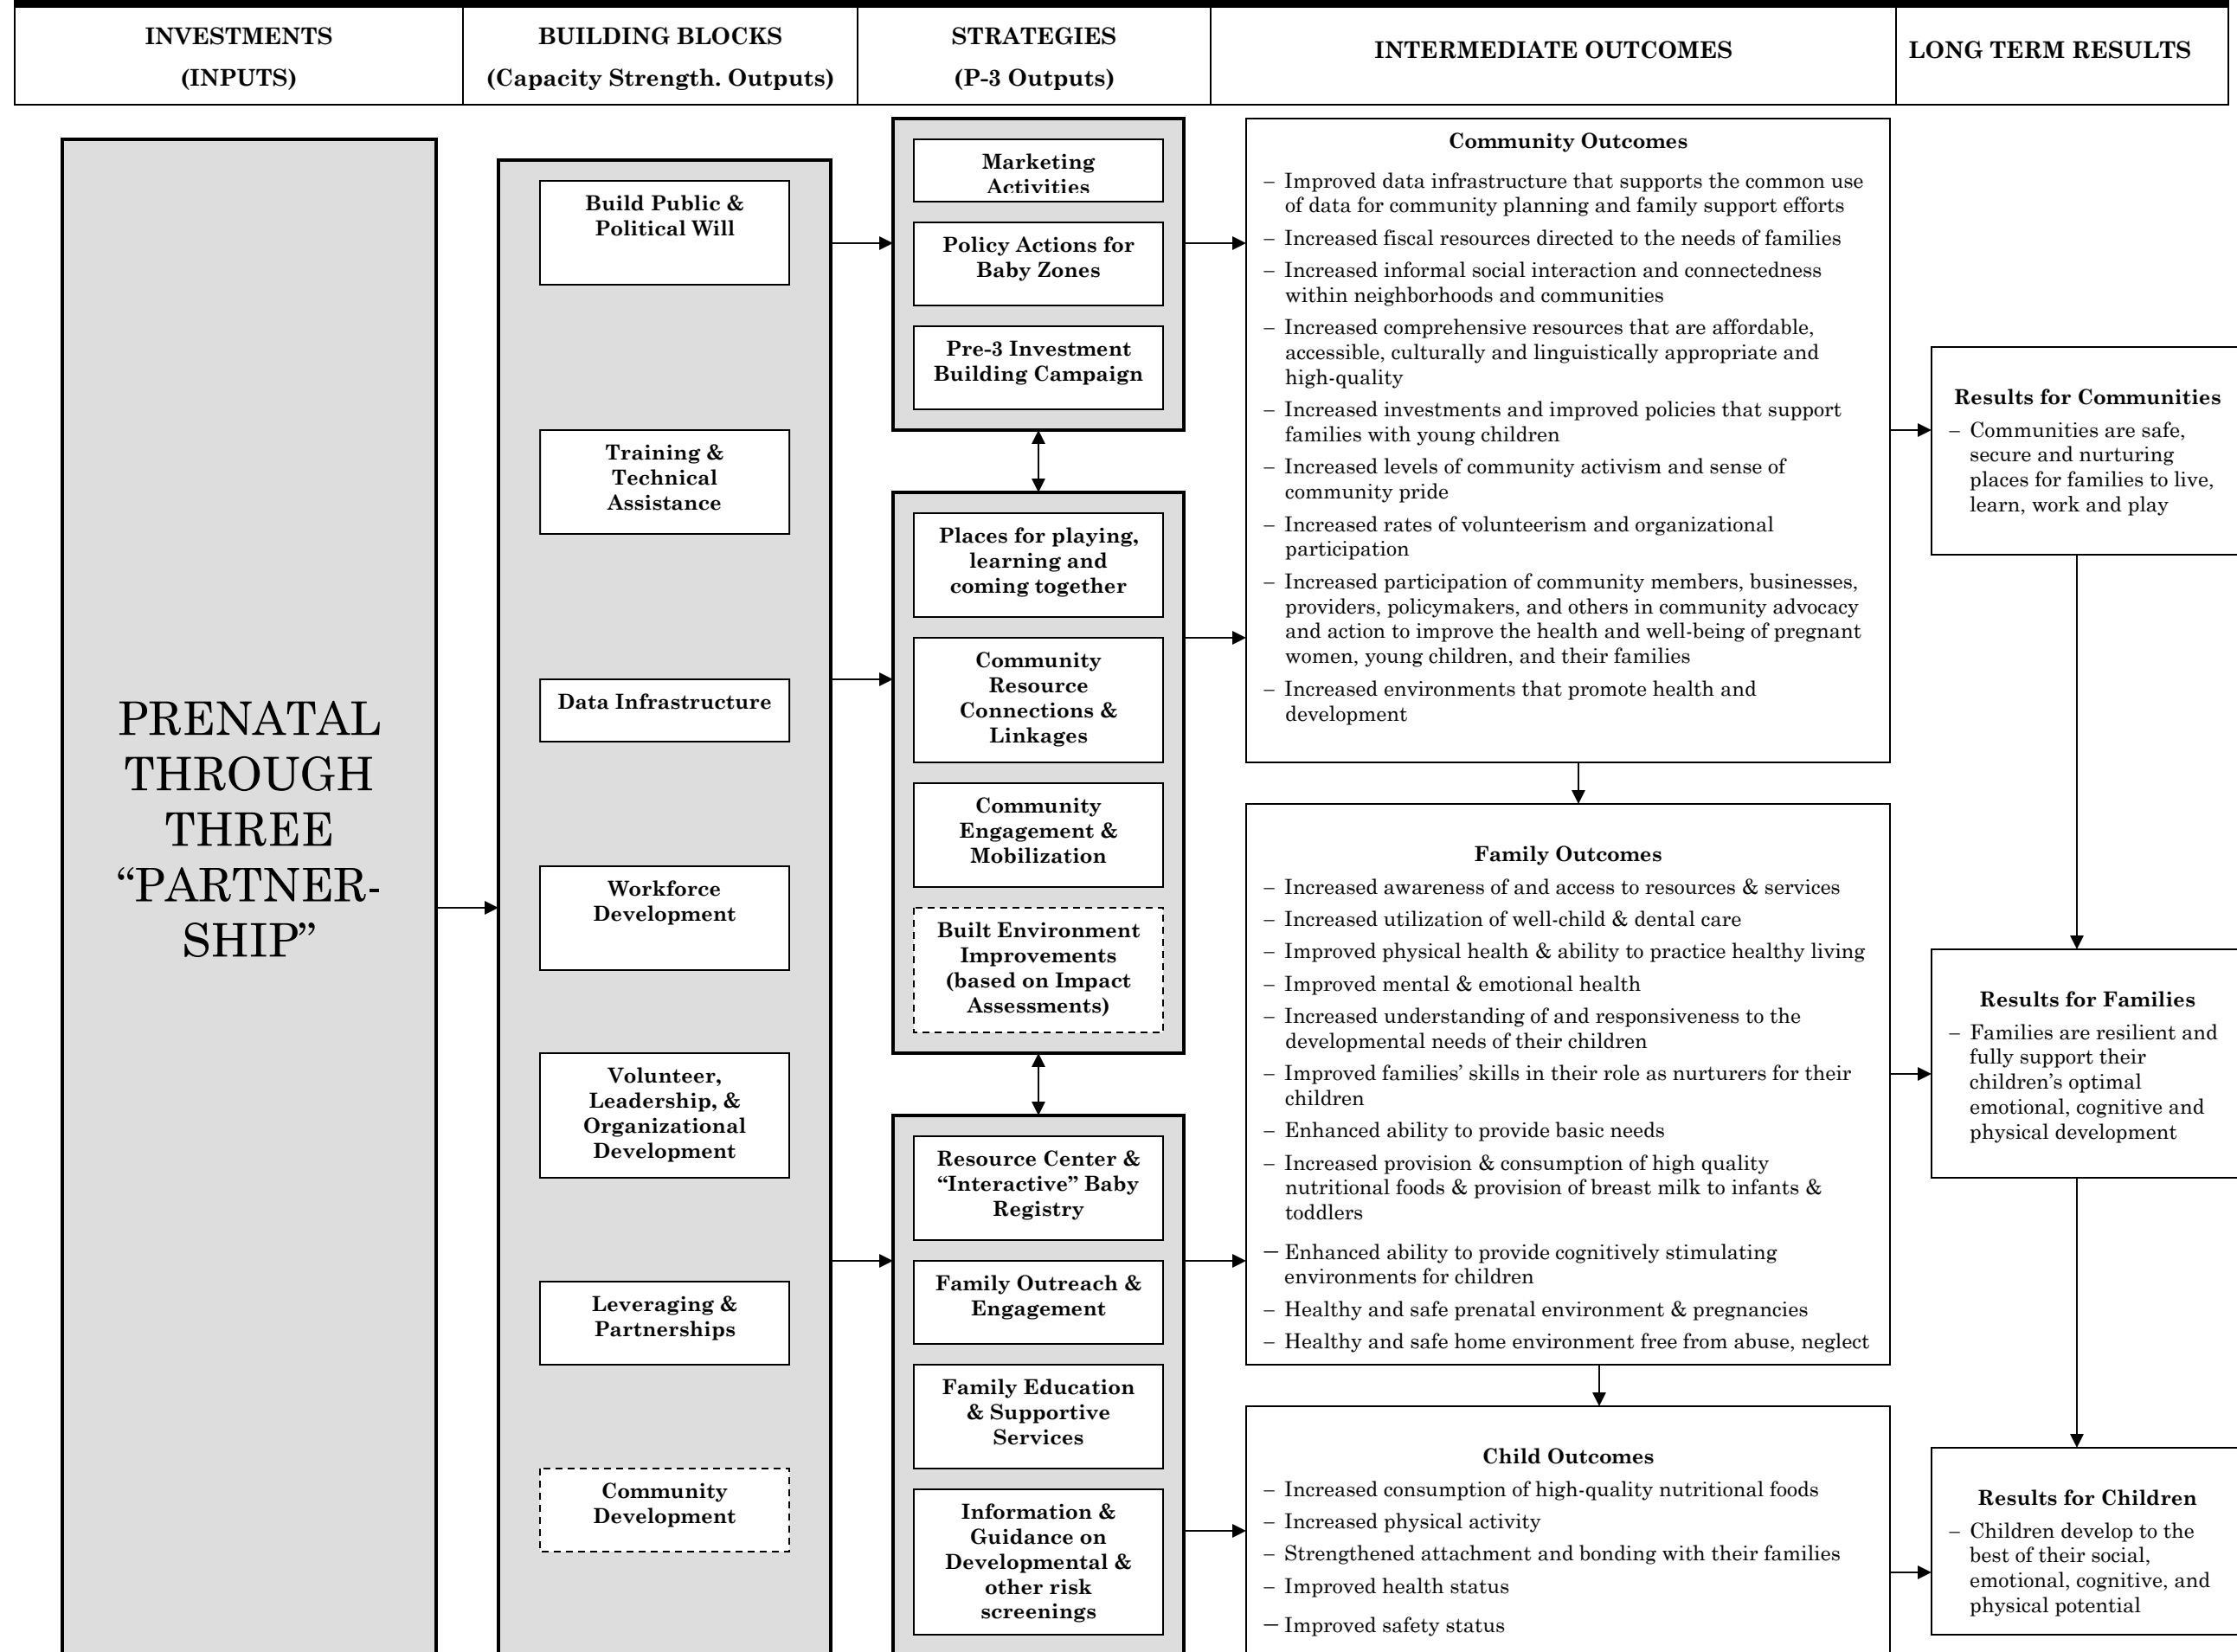 INVESTMENTS
(INPUTS)
BUILDING BLOCKS
(Capacity Strength. Outputs)
STRATEGIES
(P-3 Outputs)
INTERMEDIATE OUTCOMES
LONG TERM RESULTS
PRENATAL
THROUGH
THREE
“PARTNER-
SHIP”
Build Public &
Political Will
Training &
Technical
Assistance
Data Infrastructure
Workforce
Development
Volunteer,
Leadership, &
Organizational
Development
Leveraging &
Partnerships
Community
Development
Marketing
Activities
Policy Actions for
Baby Zones
Pre-3 Investment
Building Campaign
Places for playing,
learning and
coming together
Community
Resource
Connections &
Linkages
Community
Engagement &
Mobilization
Built Environment
Improvements
(based on Impact
Assessments)
Resource Center &
“Interactive” Baby
Registry
Family Outreach &
Engagement
Family Education
& Supportive
Services
Information &
Guidance on
Developmental &
other risk
screenings
Community Outcomes
– Improved data infrastructure that supports the common use
of data for community planning and family support efforts
– Increased fiscal resources directed to the needs of families
– Increased informal social interaction and connectedness
within neighborhoods and communities
– Increased comprehensive resources that are affordable,
accessible, culturally and linguistically appropriate and
high-quality
– Increased investments and improved policies that support
families with young children
– Increased levels of community activism and sense of
community pride
– Increased rates of volunteerism and organizational
participation
– Increased participation of community members, businesses,
providers, policymakers, and others in community advocacy
and action to improve the health and well-being of pregnant
women, young children, and their families
– Increased environments that promote health and
development
Family Outcomes
– Increased awareness of and access to resources & services
– Increased utilization of well-child & dental care
– Improved physical health & ability to practice healthy living
– Improved mental & emotional health
– Increased understanding of and responsiveness to the
developmental needs of their children
– Improved families’ skills in their role as nurturers for their
children
– Enhanced ability to provide basic needs
– Increased provision & consumption of high quality
nutritional foods & provision of breast milk to infants &
toddlers
– Enhanced ability to provide cognitively stimulating
environments for children
– Healthy and safe prenatal environment & pregnancies
– Healthy and safe home environment free from abuse, neglect
Child Outcomes
– Increased consumption of high-quality nutritional foods
– Increased physical activity
– Strengthened attachment and bonding with their families
– Improved health status
– Improved safety status
Results for Communities
– Communities are safe,
secure and nurturing
places for families to live,
learn, work and play
Results for Families
– Families are resilient and
fully support their
children’s optimal
emotional, cognitive and
physical development
Results for Children
– Children develop to the
best of their social,
emotional, cognitive, and
physical potential